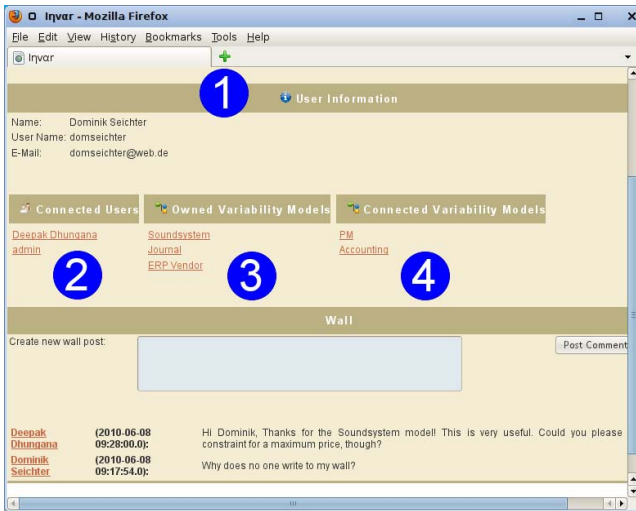 Iηvαr - Mozilla Firefox
File Edit View History Bookmarks Tools Help
Iηvαr
1
User Information
Name: Dominik Seichter
User Name: domseichter
E-Mail: domseichter@web.de
Connected Users Owned Variability Models Connected Variability Models
Deepak Dhungana Soundsystem PM
admin Journal Accounting
ERP Vendor
2 3 4
Wall
Create new wall post: Post Comment
Deepak (2010-06-08 Hi Dominik, Thanks for the Soundsystem model! This is very useful. Could you please
Dhungana 09:28:00.0): constraint for a maximum price, though?
Dominik (2010-06-08
Seichter 09:17:54.0): Why does no one write to my wall?